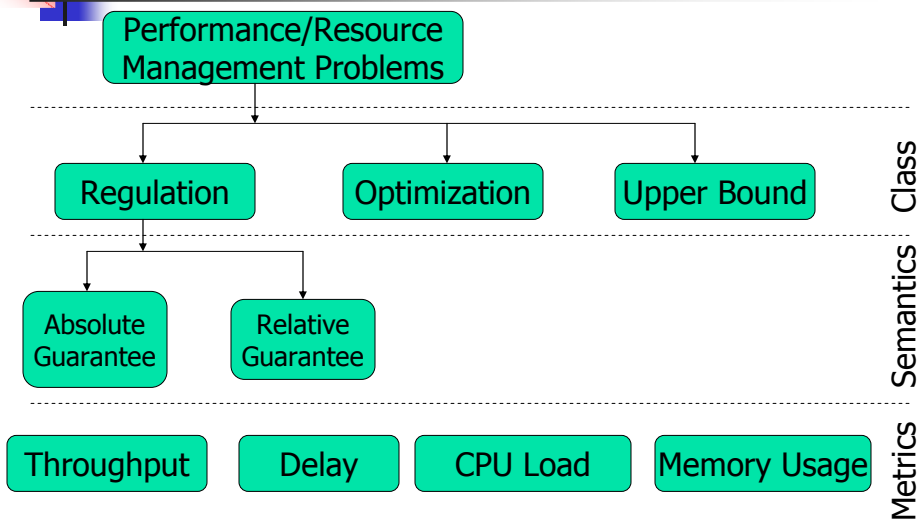 Performance/Resource
Management Problems
Regulation
Optimization
Upper Bound
Class
Absolute
Guarantee
Relative
Guarantee
Semantics
Throughput
Delay
CPU Load
Memory Usage
Metrics